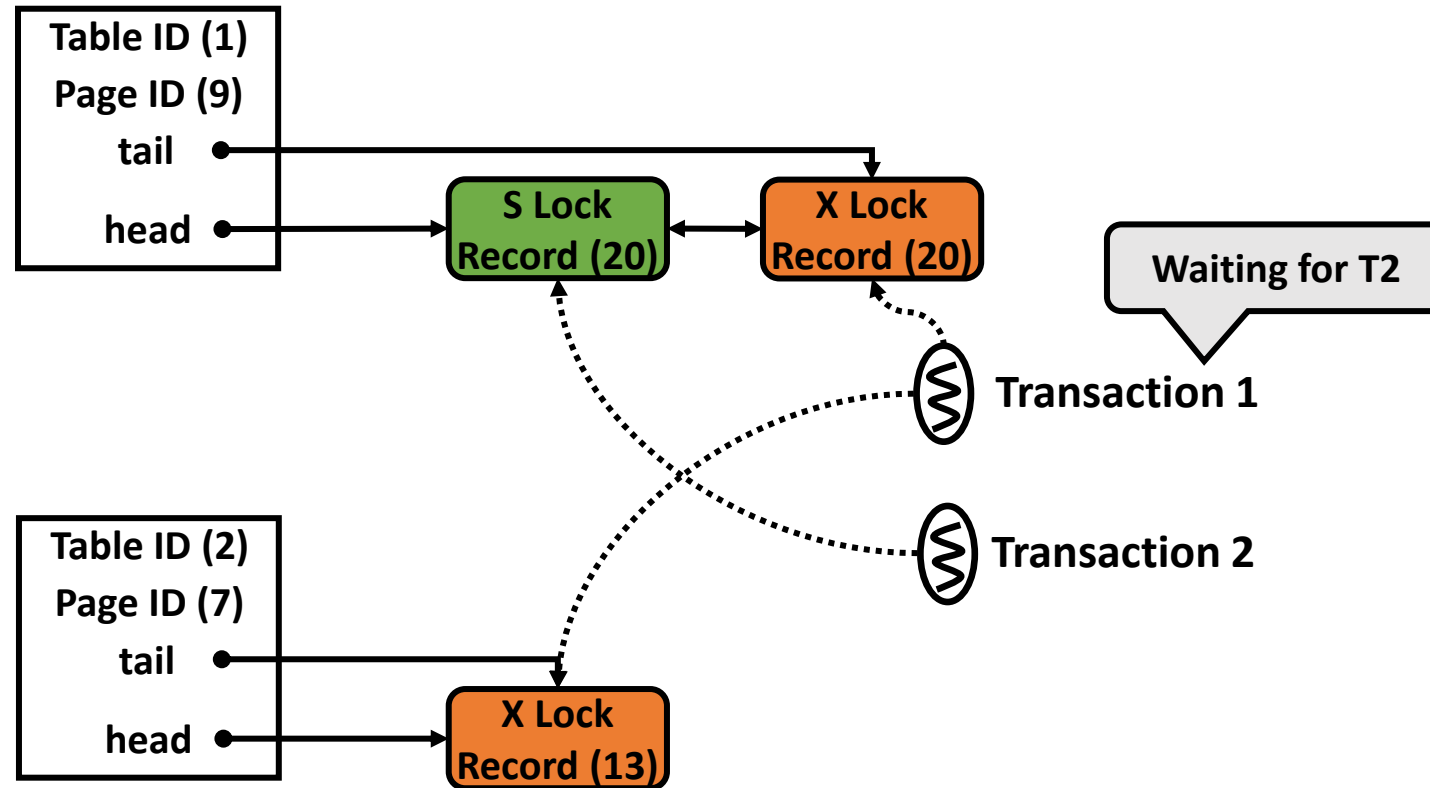 Table ID (1)
Page ID (9)
tail
head
S Lock
Record (20)
X Lock
Record (20)
Waiting for T2
Transaction 1
Transaction 2
Table ID (2)
Page ID (7)
tail
head
X Lock
Record (13)